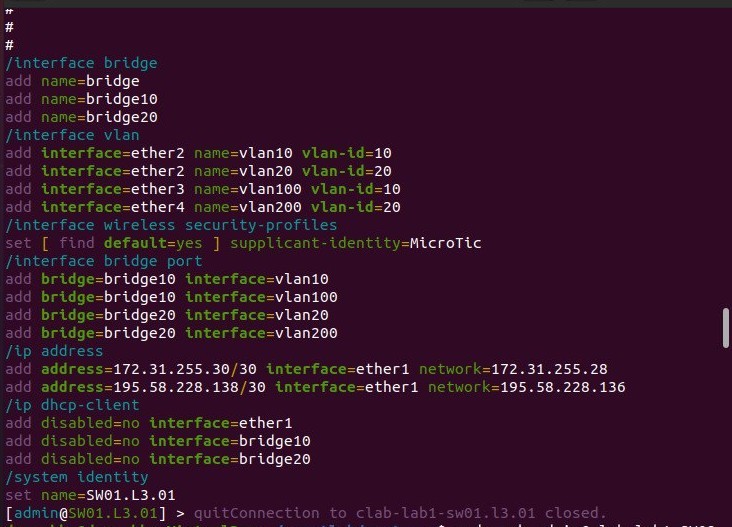 #
#
#
/interface bridge
add name=bridge
add name=bridge10
add name=bridge20
/interface vlan
add interface=ether2 name=vlan10 vlan-id=10
add interface=ether2 name=vlan20 vlan-id=20
add interface=ether3 name=vlan100 vlan-id=10
add interface=ether4 name=vlan200 vlan-id=20
/interface wireless security-profiles
set [ find default=yes ] supplicant-identity=MicroTic
/interface bridge port
add bridge=bridge10 interface=vlan10
add bridge=bridge10 interface=vlan100
add bridge=bridge20 interface=vlan20
add bridge=bridge20 interface=vlan200
/ip address
add address=172.31.255.30/30 interface=ether1 network=172.31.255.28
add address=195.58.228.138/30 interface=ether1 network=195.58.228.136
/ip dhcp-client
add disabled=no interface=ether1
add disabled=no interface=bridge10
add disabled=no interface=bridge20
/system identity
set name=SW01.L3.01
[admin@SW01.L3.01] > quitConnection to clab-lab1-sw01.l3.01 closed.